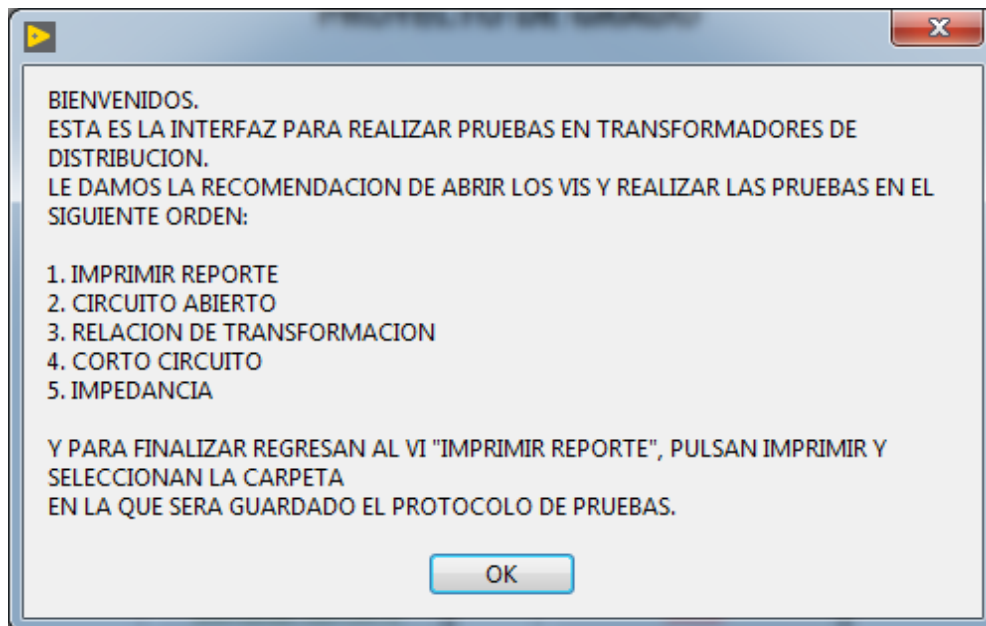 PROYECTO DE GRADO
BIENVENIDOS.
ESTA ES LA INTERFAZ PARA REALIZAR PRUEBAS EN TRANSFORMADORES DE
DISTRIBUCION.
LE DAMOS LA RECOMENDACION DE ABRIR LOS VIS Y REALIZAR LAS PRUEBAS EN EL
SIGUIENTE ORDEN:
1. IMPRIMIR REPORTE
2. CIRCUITO ABIERTO
3. RELACION DE TRANSFORMACION
4. CORTO CIRCUITO
5. IMPEDANCIA
Y PARA FINALIZAR REGRESAN AL VI "IMPRIMIR REPORTE", PULSAN IMPRIMIR Y
SELECCIONAN LA CARPETA
EN LA QUE SERA GUARDADO EL PROTOCOLO DE PRUEBAS.
OK